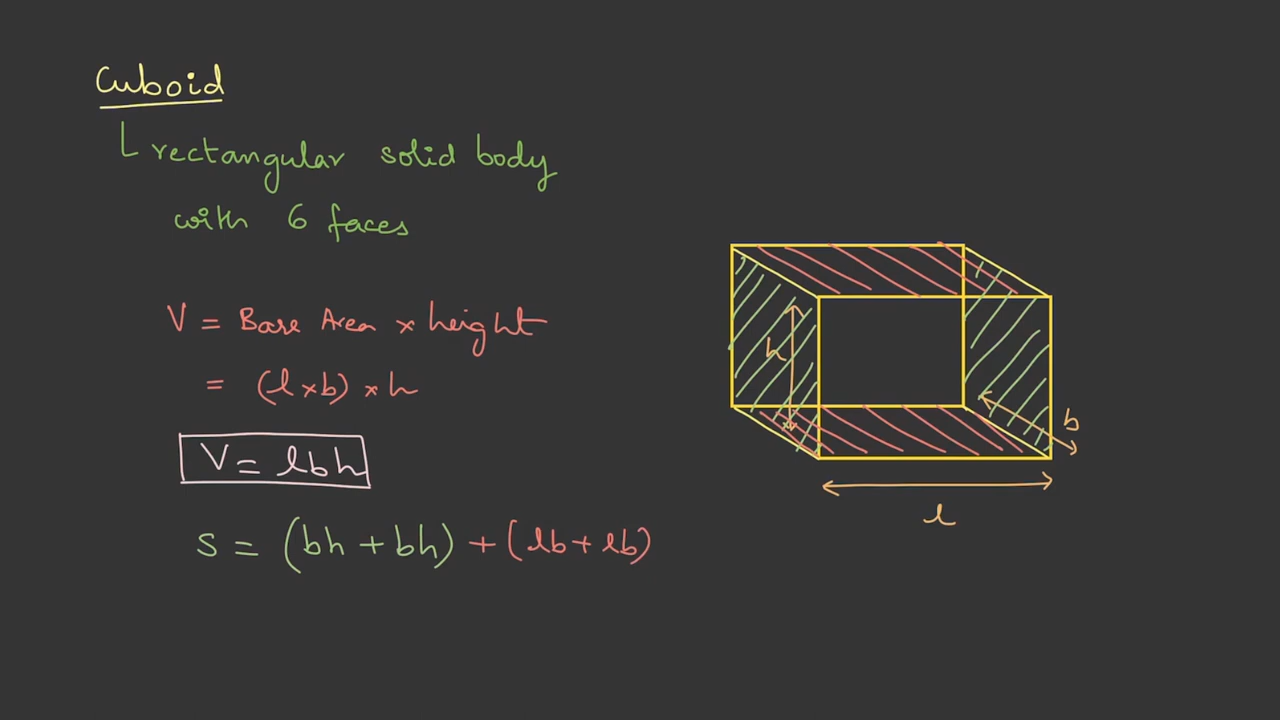 Cuboid
rectangular solid body
with 6 faces
V = Base Area × height
= (l × b) × h
V = lbh
S = (bh + bh) + (lb + lb)
h
b
l